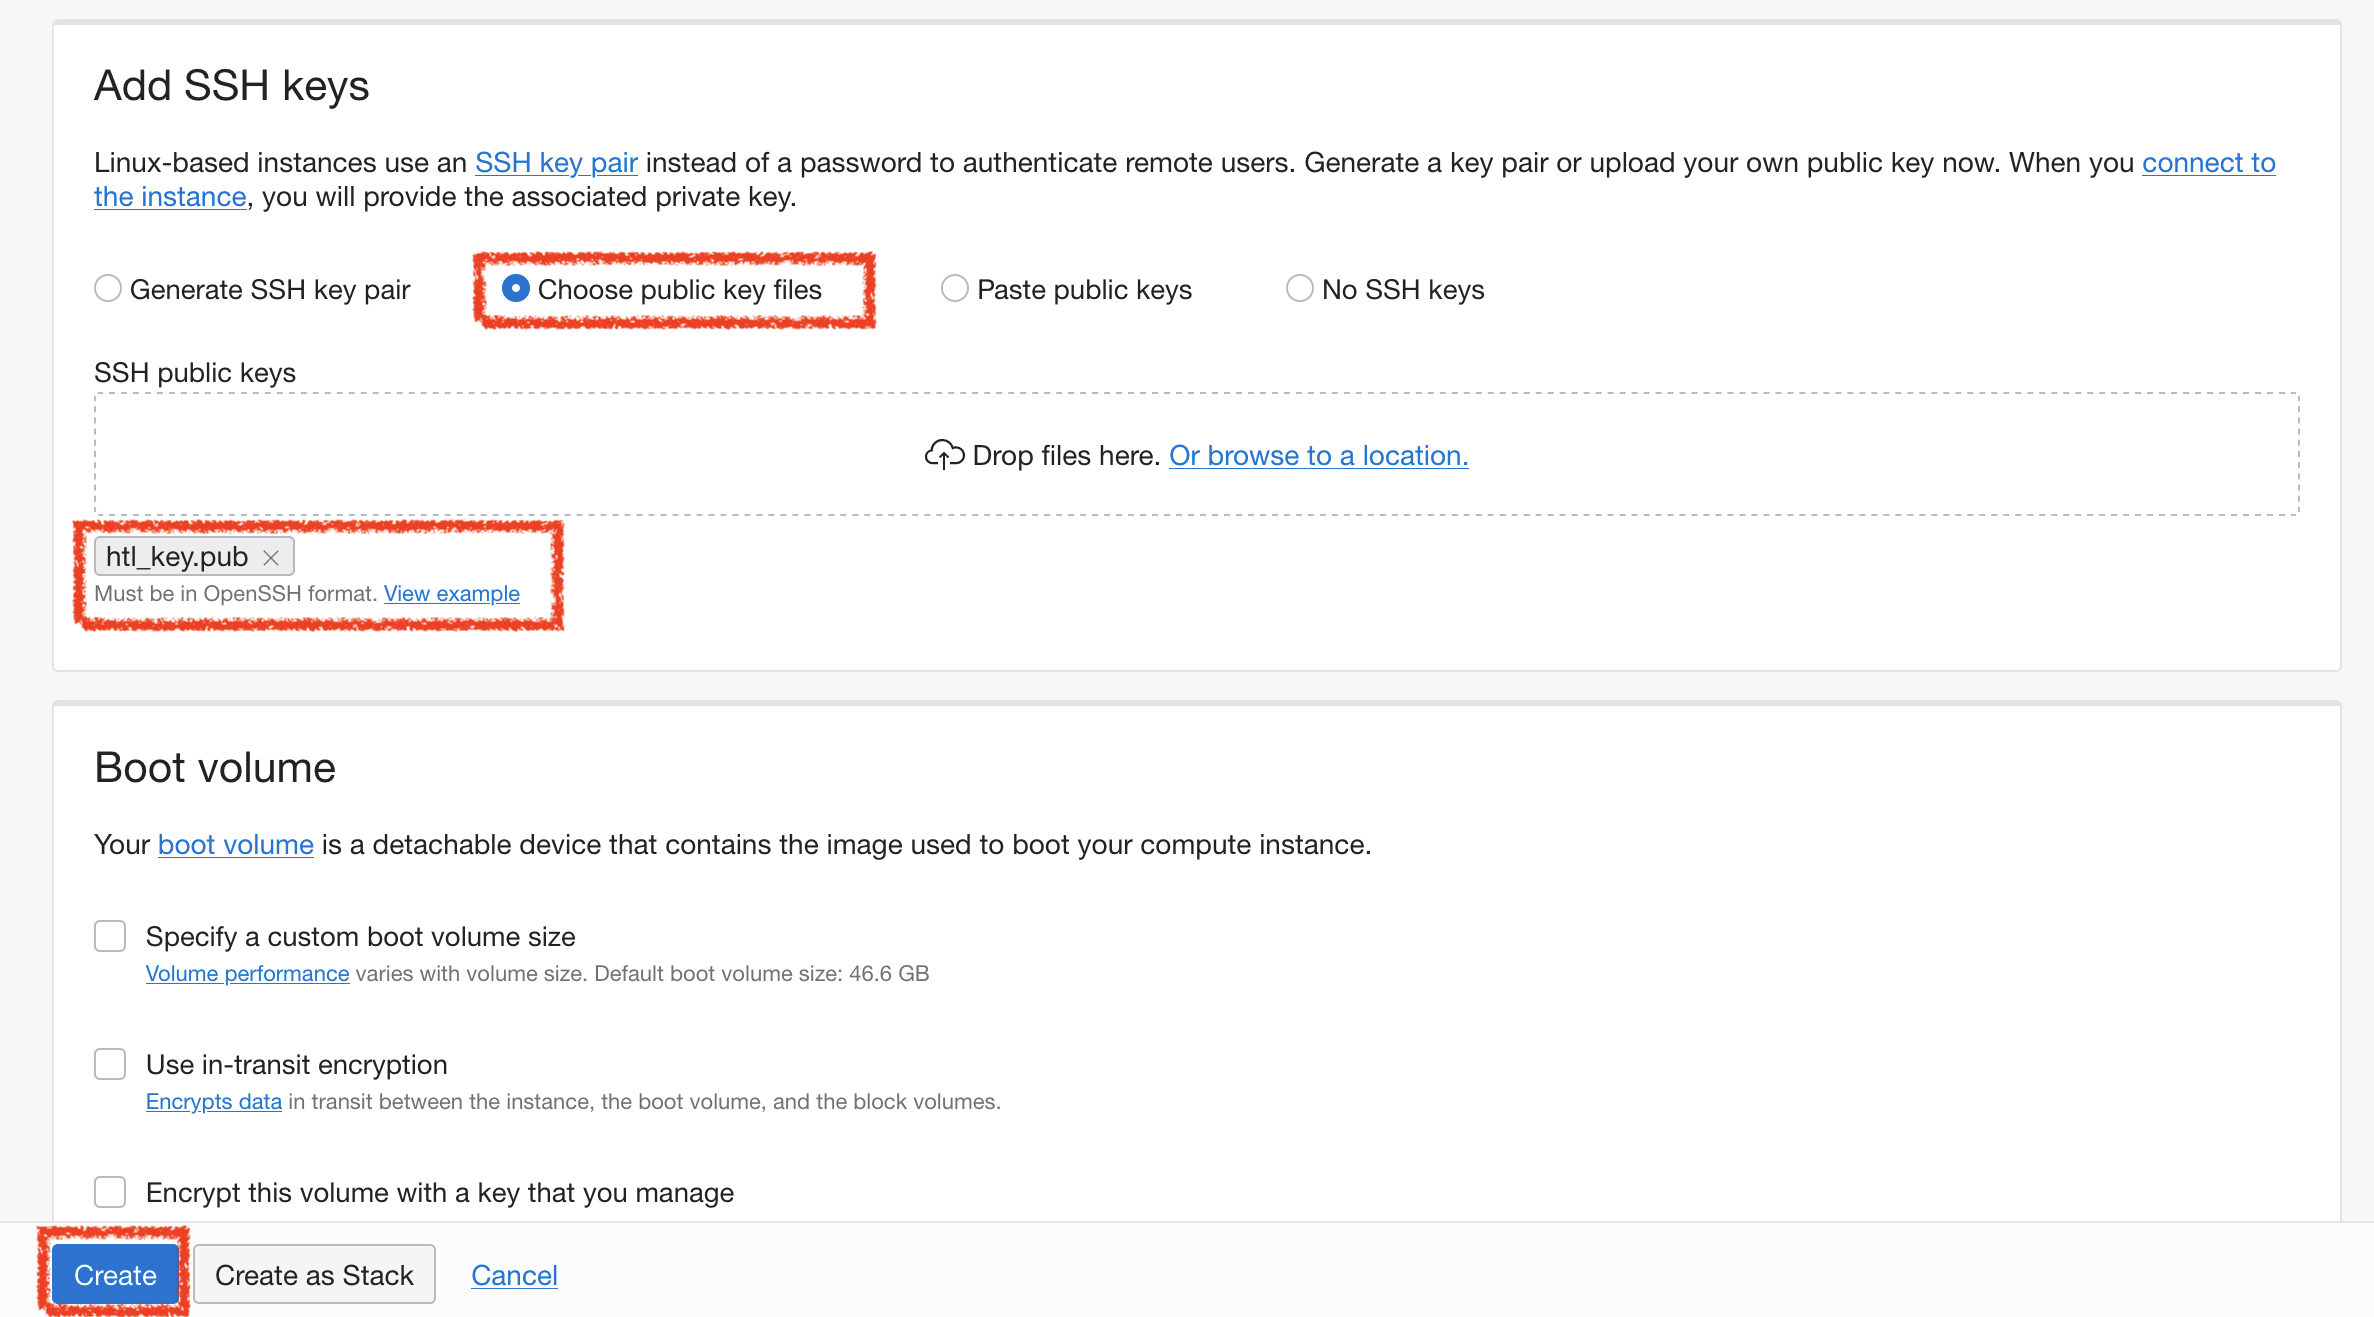 Add SSH keys
Linux-based instances use an SSH key pair instead of a password to authenticate remote users. Generate a key pair or upload your own public key now. When you connect to
the instance, you will provide the associated private key.
Generate SSH key pair
Choose public key files
Paste public keys
No SSH keys
SSH public keys
Drop files here. Or browse to a location.
htl_key.pub
Must be in OpenSSH format. View example
Boot volume
Your boot volume is a detachable device that contains the image used to boot your compute instance.
Specify a custom boot volume size
Volume performance varies with volume size. Default boot volume size: 46.6 GB
Use in-transit encryption
Encrypts data in transit between the instance, the boot volume, and the block volumes.
Encrypt this volume with a key that you manage
Create
Create as Stack
Cancel